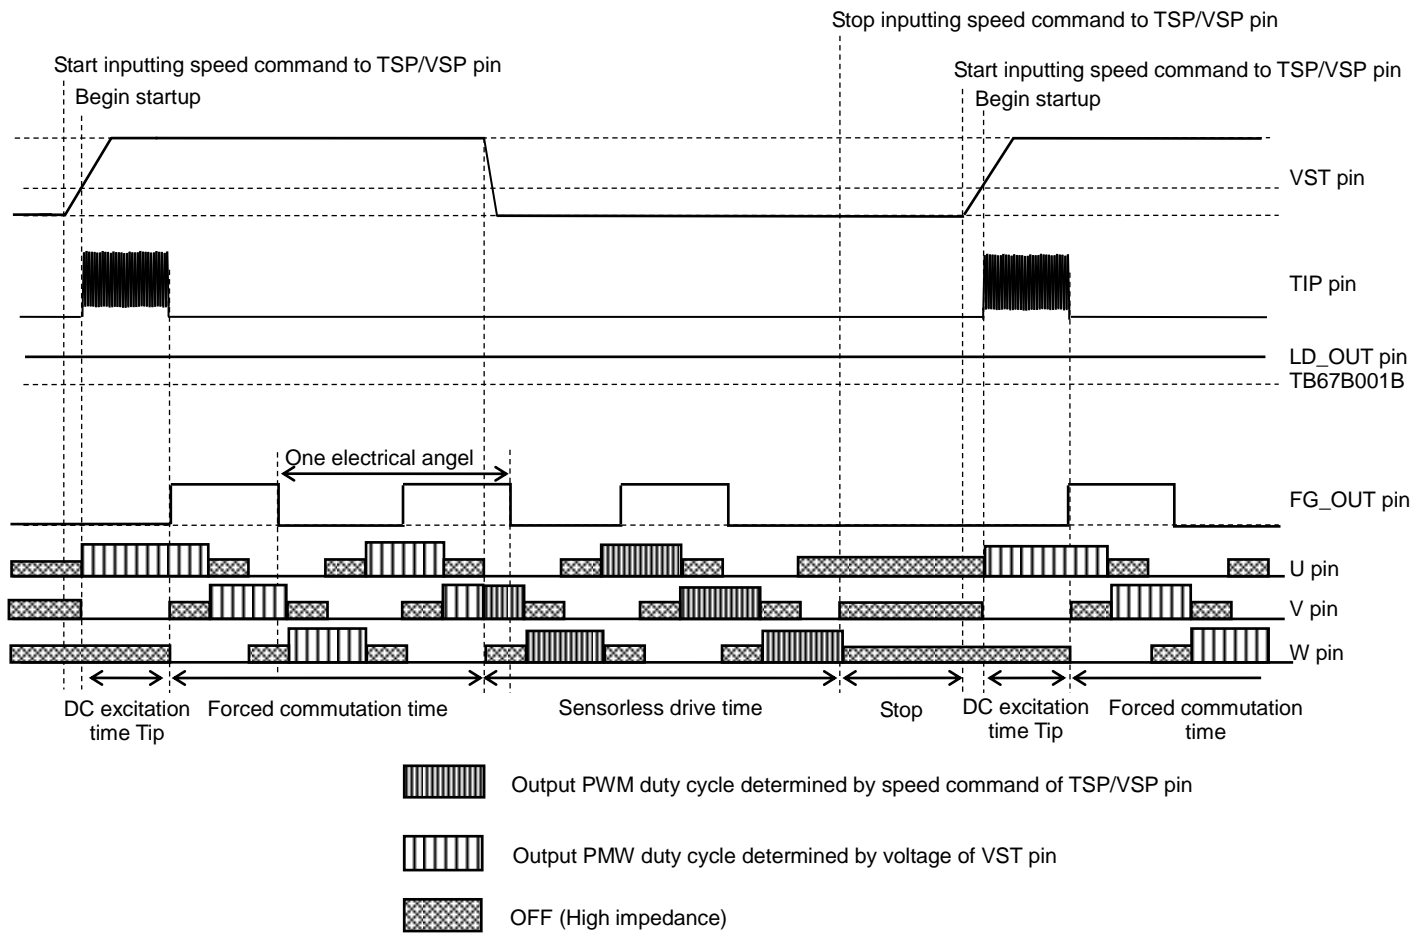 Stop inputting speed command to TSP/VSP pin
Start inputting speed command to TSP/VSP pin
Start inputting speed command to TSP/VSP pin
Begin startup
Begin startup
VST pin
TIP pin
LD_OUT pin
TB67B001B
One electrical angel
FG_OUT pin
U pin
V pin
W pin
DC excitation
time Tip
Forced commutation time
Sensorless drive time
Stop
DC excitation
time Tip
Forced commutation
time
Output PWM duty cycle determined by speed command of TSP/VSP pin
Output PMW duty cycle determined by voltage of VST pin
OFF (High impedance)